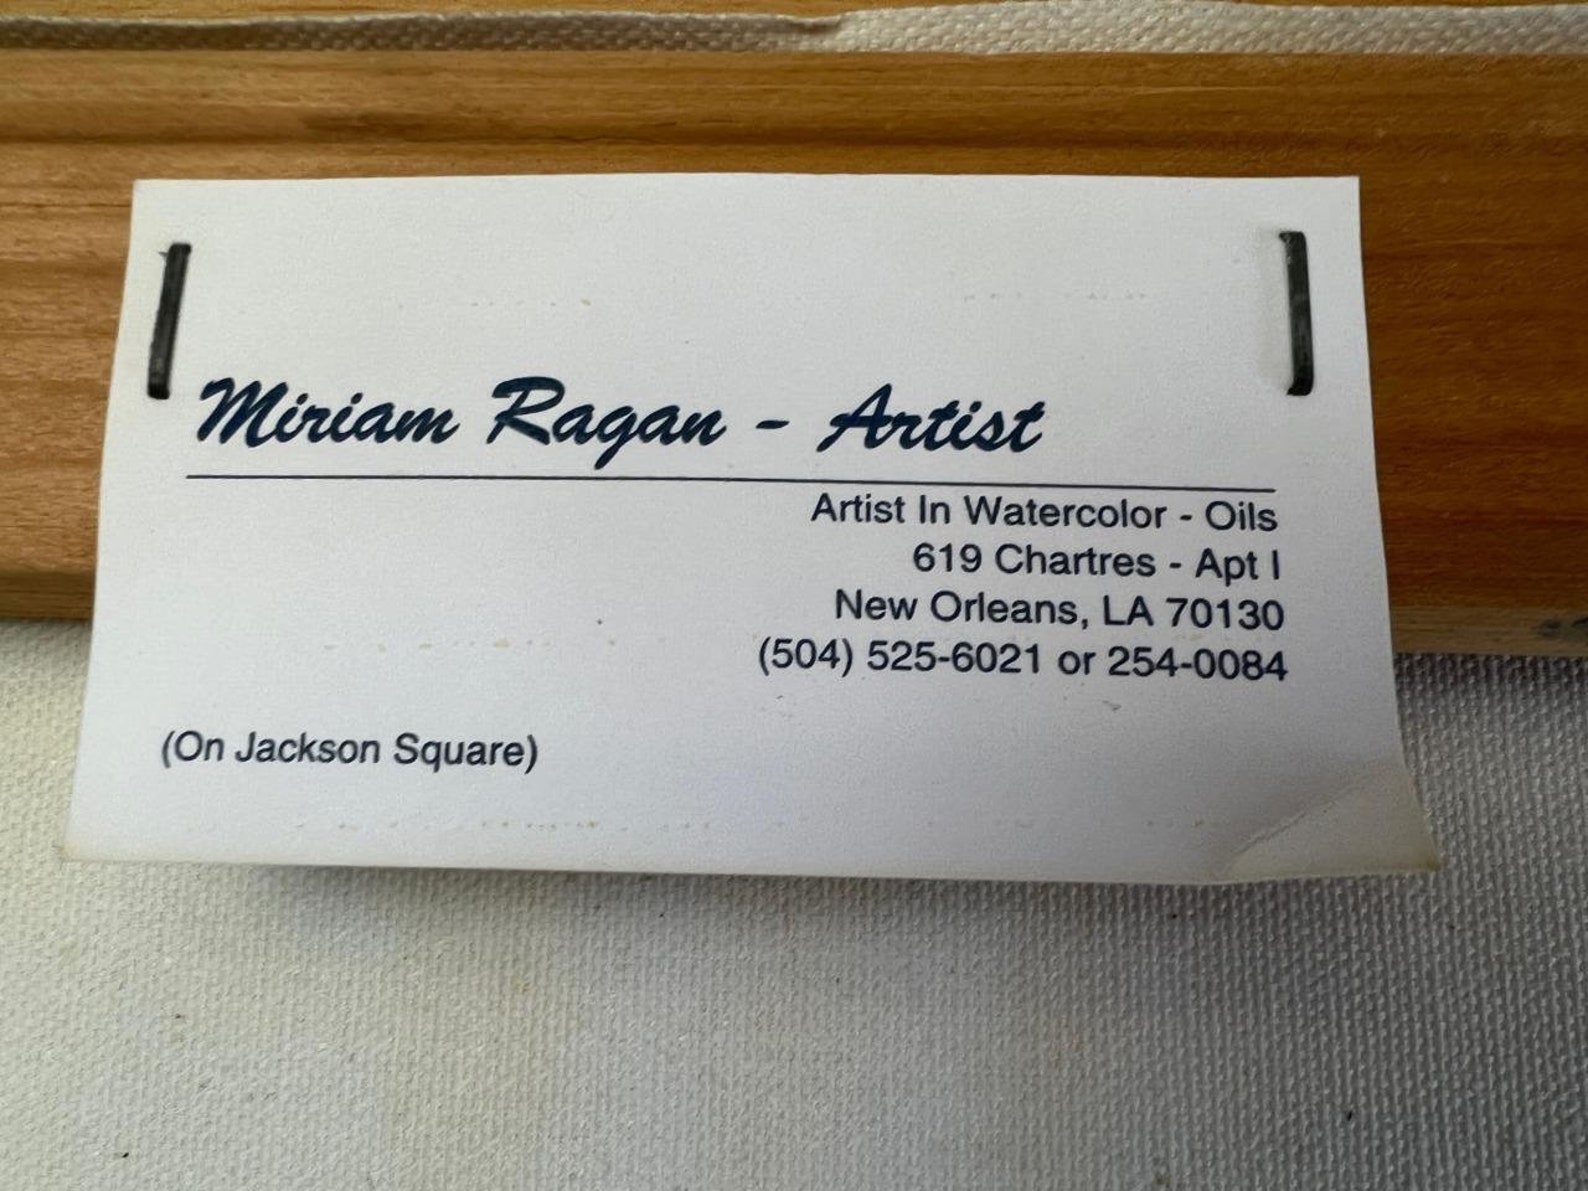 Miriam Ragan - Artist
Artist In Watercolor - Oils
619 Chartres - Apt I
New Orleans, LA 70130
(504) 525-6021 or 254-0084
(On Jackson Square)